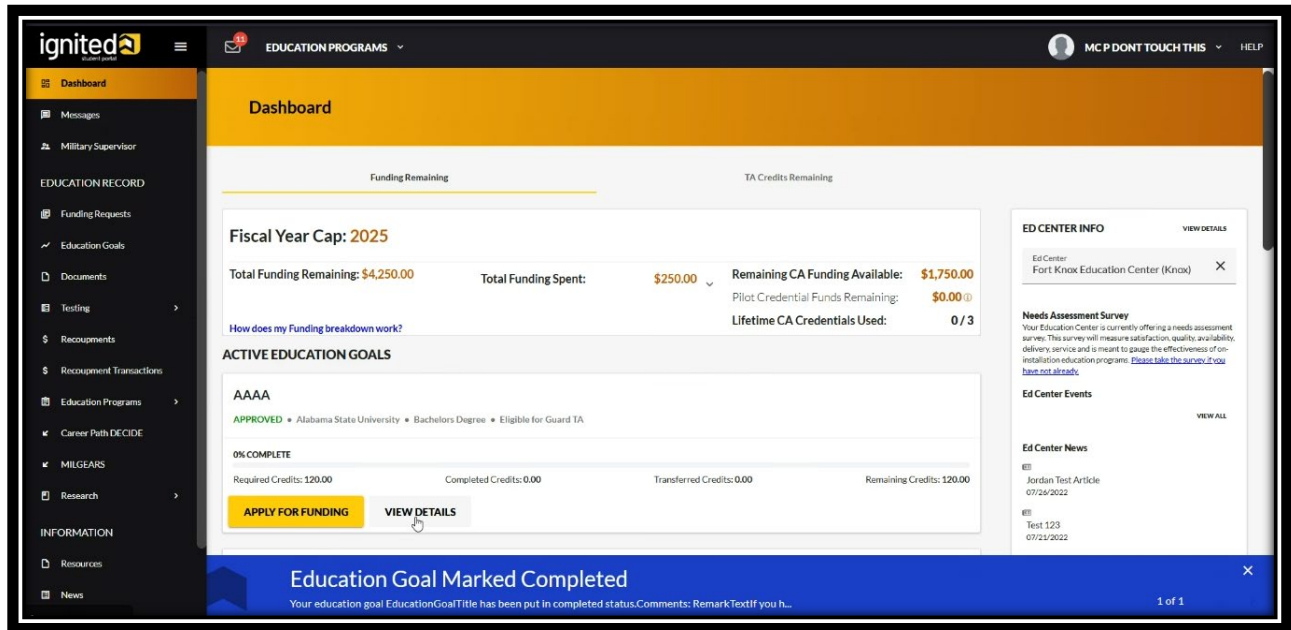 ignited
student portal
11
EDUCATION PROGRAMS
MC P DONT TOUCH THIS
HELP
Dashboard
Messages
Military Supervisor
EDUCATION RECORD
Funding Requests
Education Goals
Documents
Testing
$ Recoupments
$ Recoupment Transactions
Education Programs
Career Path DECIDE
MILGEARS
Research
INFORMATION
Resources
News
Dashboard
Funding Remaining
TA Credits Remaining
Fiscal Year Cap: 2025
Total Funding Remaining: $4,250.00
Total Funding Spent: $250.00
Remaining CA Funding Available: $1,750.00
Pilot Credential Funds Remaining: $0.00
Lifetime CA Credentials Used: 0 / 3
How does my Funding breakdown work?
ACTIVE EDUCATION GOALS
AAAA
APPROVED • Alabama State University • Bachelors Degree • Eligible for Guard TA
0% COMPLETE
Required Credits: 120.00
Completed Credits: 0.00
Transferred Credits: 0.00
Remaining Credits: 120.00
APPLY FOR FUNDING
VIEW DETAILS
ED CENTER INFO
VIEW DETAILS
Ed Center
Fort Knox Education Center (Knox)
Needs Assessment Survey
Your Education Center is currently offering a needs assessment
survey. This survey will measure satisfaction, quality, availability,
delivery, service and is meant to gauge the effectiveness of on-
installation education programs. Please take the survey if you
have not already.
Ed Center Events
VIEW ALL
Ed Center News
Jordan Test Article
07/26/2022
Test 123
07/21/2022
Education Goal Marked Completed
Your education goal EducationGoalTitle has been put in completed status.Comments: RemarkTextIf you h...
1 of 1